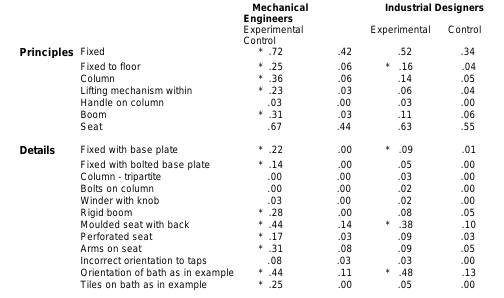 Mechanical Engineers Industrial Designers
Experimental Control Experimental Control
Principles Fixed * .72 .42 .52 .34
Fixed to floor * .25 .06 * .16 .04
Column * .36 .06 .14 .05
Lifting mechanism within * .23 .03 .06 .04
Handle on column .03 .00 .03 .00
Boom * .31 .03 .11 .06
Seat .67 .44 .63 .55
Details Fixed with base plate * .22 .00 * .09 .01
Fixed with bolted base plate * .14 .00 .05 .00
Column - tripartite .00 .00 .03 .00
Bolts on column .00 .00 .02 .00
Winder with knob .03 .00 .02 .00
Rigid boom * .28 .00 .08 .05
Moulded seat with back * .44 .14 * .38 .10
Perforated seat * .17 .03 .09 .03
Arms on seat * .31 .08 .09 .05
Incorrect orientation to taps .08 .03 .03 .00
Orientation of bath as in example * .44 .11 * .48 .13
Tiles on bath as in example * .25 .00 .05 .00